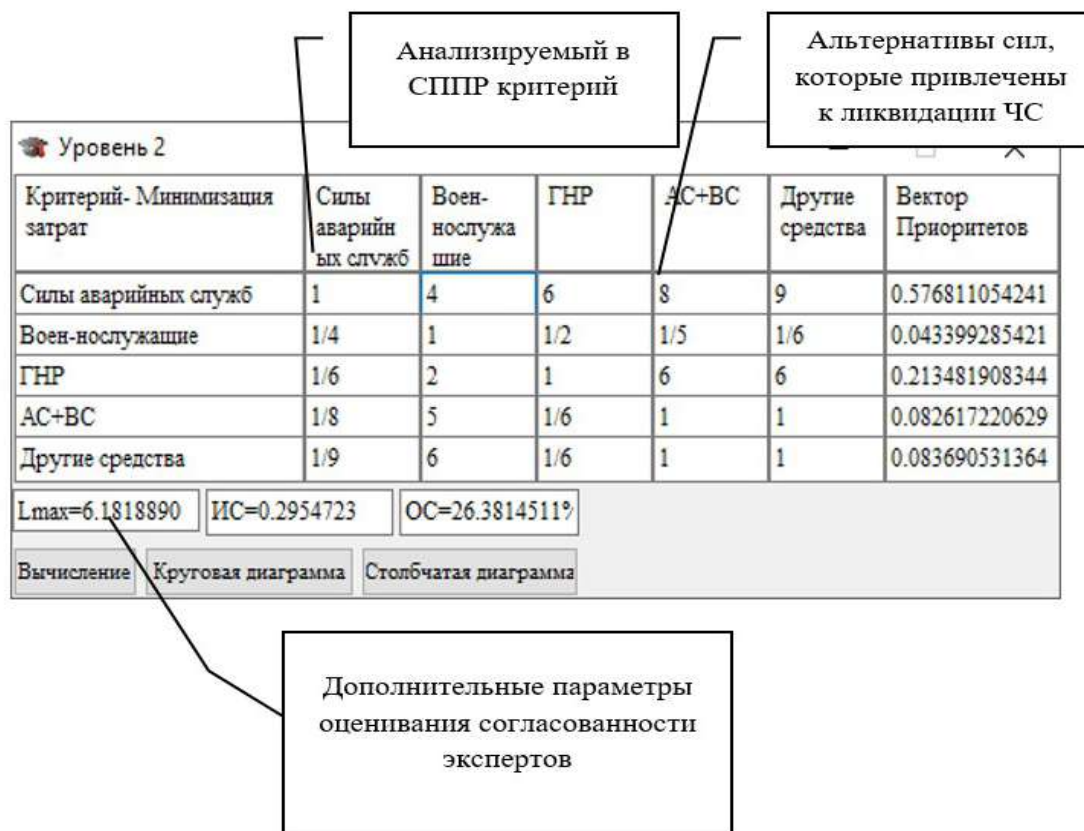 Анализируемый в
СППР критерий
Альтернативы сил,
которые привлечены
к ликвидации ЧС
Уровень 2
Критерий- Минимизация
затрат
Силы
аварийн
ых служб
Воен-
нослужа
шие
ГНР
АС+ВС
Другие
средства
Вектор
Приоритетов
Силы аварийных служб 1 4 6 8 9 0.576811054241
Воен-нослужащие 1/4 1 1/2 1/5 1/6 0.043399285421
ГНР 1/6 2 1 6 6 0.213481908344
АС+ВС 1/8 5 1/6 1 1 0.082617220629
Другие средства 1/9 6 1/6 1 1 0.083690531364
Lmax=6.1818890 ИС=0.2954723 ОС=26.3814511%
Вычисление Круговая диаграмма Столбчатая диаграмма
Дополнительные параметры
оценивания согласованности
экспертов